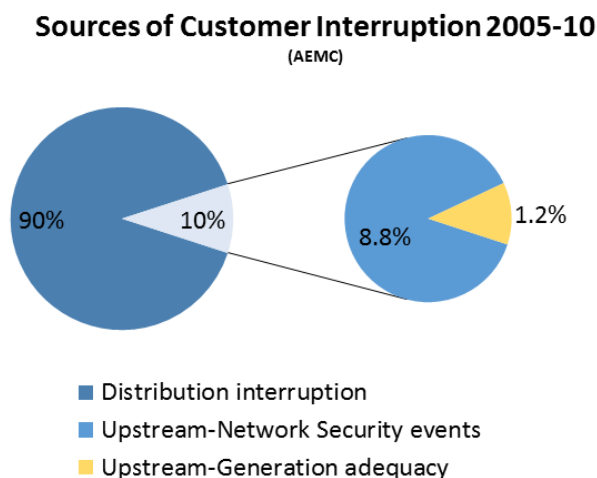 Sources of Customer Interruption 2005-10
(AEMC)
90%
10%
8.8%
1.2%
Distribution interruption
Upstream-Network Security events
Upstream-Generation adequacy